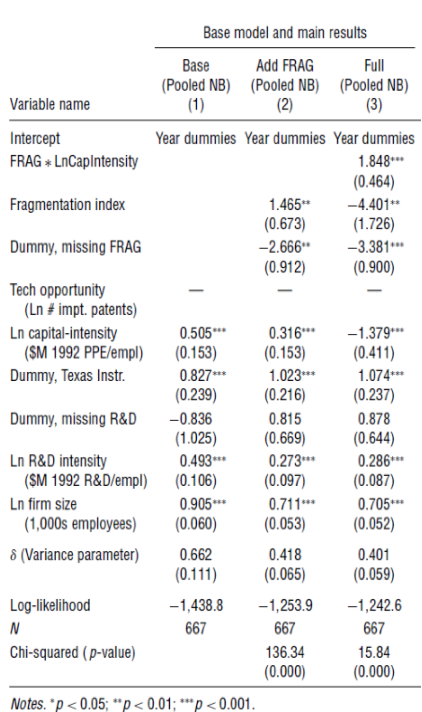 Base model and main results
Base Add FRAG Full
(Pooled NB) (Pooled NB) (Pooled NB)
Variable name (1) (2) (3)
Intercept Year dummies Year dummies Year dummies
FRAG ∗ LnCapIntensity 1.848***
(0.464)
Fragmentation index 1.465** −4.401**
(0.673) (1.726)
Dummy, missing FRAG −2.666** −3.381***
(0.912) (0.900)
Tech opportunity — — —
(Ln # impt. patents)
Ln capital-intensity 0.505*** 0.316*** −1.379***
($M 1992 PPE/empl) (0.153) (0.153) (0.411)
Dummy, Texas Instr. 0.827*** 1.023*** 1.074***
(0.239) (0.216) (0.237)
Dummy, missing R&D −0.836 0.815 0.878
(1.025) (0.669) (0.644)
Ln R&D intensity 0.493*** 0.273*** 0.286***
($M 1992 R&D/empl) (0.106) (0.097) (0.087)
Ln firm size 0.905*** 0.711*** 0.705***
(1,000s employees) (0.060) (0.053) (0.052)
δ (Variance parameter) 0.662 0.418 0.401
(0.111) (0.065) (0.059)
Log-likelihood −1,438.8 −1,253.9 −1,242.6
N 667 667 667
Chi-squared (p-value) 136.34 15.84
(0.000) (0.000)
Notes. *p < 0.05; **p < 0.01; ***p < 0.001.